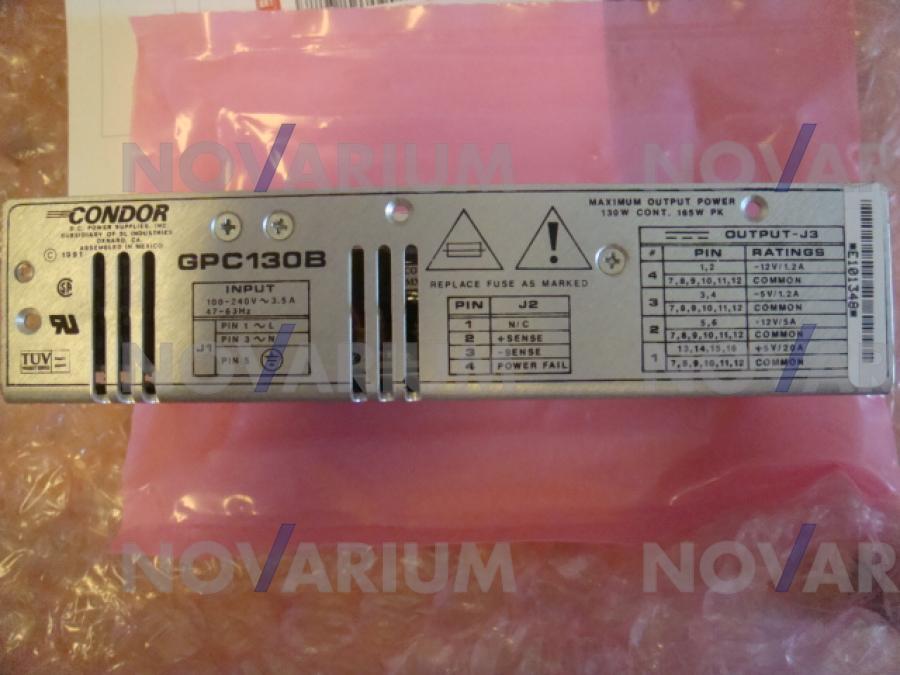 NOVARIUM NOVARIUM
CONDOR
D.C. POWER SUPPLIES, INC.
SUBSIDIARY OF SL INDUSTRIES
OXNARD, CA.
ASSEMBLED IN MEXICO
© 1991
GPC130B
INPUT
100-240V ~ 3.5A
47-63Hz
J1
PIN 1 ~ L
PIN 3 ~ N
PIN 5
TUV
REPLACE FUSE AS MARKED
PIN J2
1 N/C
2 +SENSE
3 -SENSE
4 POWER FAIL
MAXIMUM OUTPUT POWER
130W CONT. 165W PK
OUTPUT-J3
# PIN RATINGS
4 1,2 -12V/1.2A
7,8,9,10,11,12 COMMON
3 3,4 -5V/1.2A
7,8,9,10,11,12 COMMON
2 5,6 -12V/5A
7,8,9,10,11,12 COMMON
1 13,14,15,16 +5V/20A
7,8,9,10,11,12 COMMON
*E101348*
NOVARIUM NOVARIUM
NOVARIUM NOVARIUM